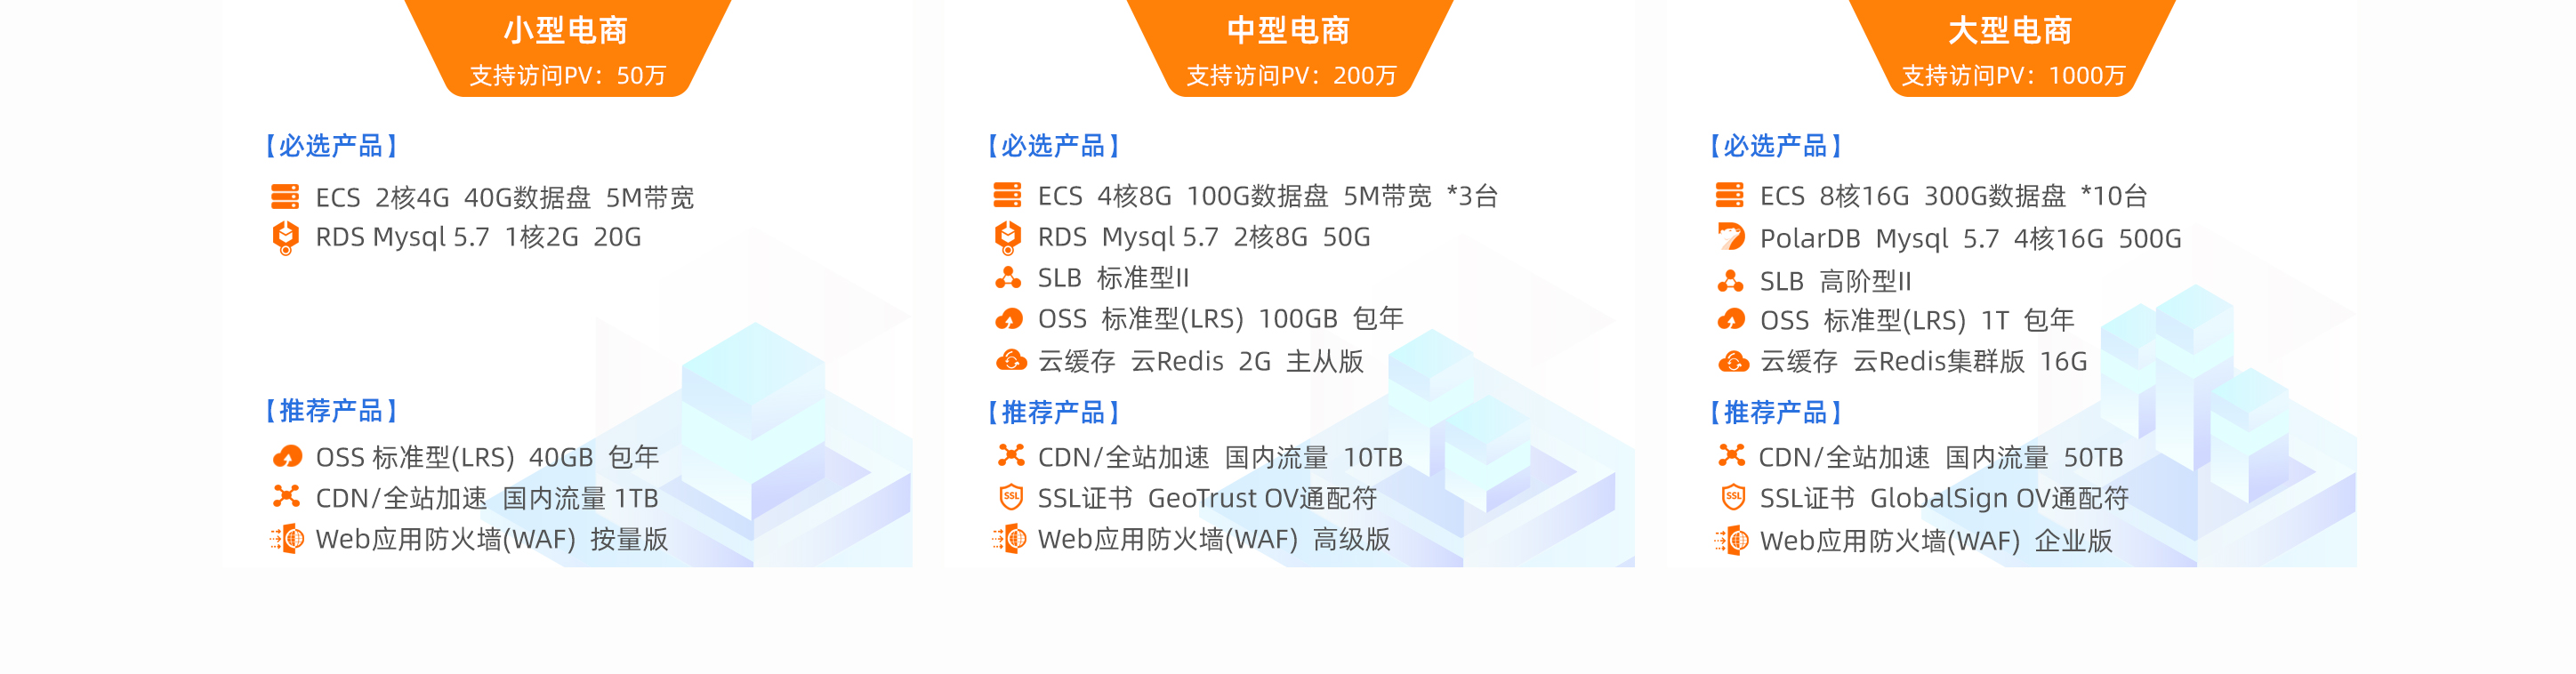 小型电商
支持访问PV：50万
【必选产品】
ECS 2核4G 40G数据盘 5M带宽
RDS Mysql 5.7 1核2G 20G
【推荐产品】
OSS 标准型(LRS) 40GB 包年
CDN/全站加速 国内流量 1TB
Web应用防火墙(WAF) 按量版
中型电商
支持访问PV：200万
【必选产品】
ECS 4核8G 100G数据盘 5M带宽 *3台
RDS Mysql 5.7 2核8G 50G
SLB 标准型II
OSS 标准型(LRS) 100GB 包年
云缓存 云Redis 2G 主从版
【推荐产品】
CDN/全站加速 国内流量 10TB
SSL
SSL证书 GeoTrust OV通配符
Web应用防火墙(WAF) 高级版
大型电商
支持访问PV：1000万
【必选产品】
ECS 8核16G 300G数据盘 *10台
PolarDB Mysql 5.7 4核16G 500G
SLB 高阶型II
OSS 标准型(LRS) 1T 包年
云缓存 云Redis集群版 16G
【推荐产品】
CDN/全站加速 国内流量 50TB
SSL
SSL证书 GlobalSign OV通配符
Web应用防火墙(WAF) 企业版